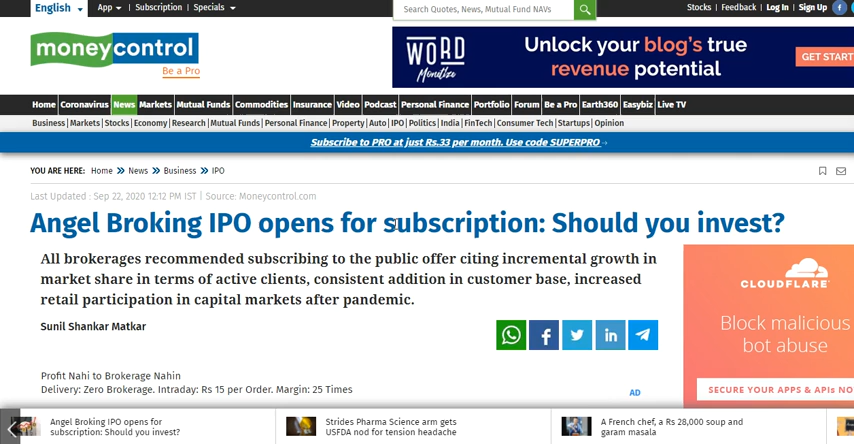 English App Subscription Specials
Search Quotes, News, Mutual Fund NAVs
Stocks | Feedback | Log In | Sign Up
moneycontrol
Be a Pro
WORD
Unlock your blog's true
revenue potential
GET START
Home Coronavirus News Markets Mutual Funds Commodities Insurance Video Podcast Personal Finance Portfolio Forum Be a Pro Earth360 Easybiz Live TV
Business | Markets | Stocks | Economy | Research | Mutual Funds | Personal Finance | Property | Auto | IPO | Politics | India | FinTech | Consumer Tech | Startups | Opinion
Subscribe to PRO at just Rs.33 per month. Use code SUPERPRO →
YOU ARE HERE: Home News Business IPO
Last Updated : Sep 22, 2020 12:12 PM IST | Source: Moneycontrol.com
Angel Broking IPO opens for subscription: Should you invest?
All brokerages recommended subscribing to the public offer citing incremental growth in
market share in terms of active clients, consistent addition in customer base, increased
retail participation in capital markets after pandemic.
Sunil Shankar Matkar
CLOUDFLARE
Block malicious
bot abuse
SECURE YOUR APPS & APIs NO
Profit Nahi to Brokerage Nahin
Delivery: Zero Brokerage. Intraday: Rs 15 per Order. Margin: 25 Times
AD
Angel Broking IPO opens for
subscription: Should you invest?
Strides Pharma Science arm gets
USFDA nod for tension headache
A French chef, a Rs 28,000 soup and
garam masala